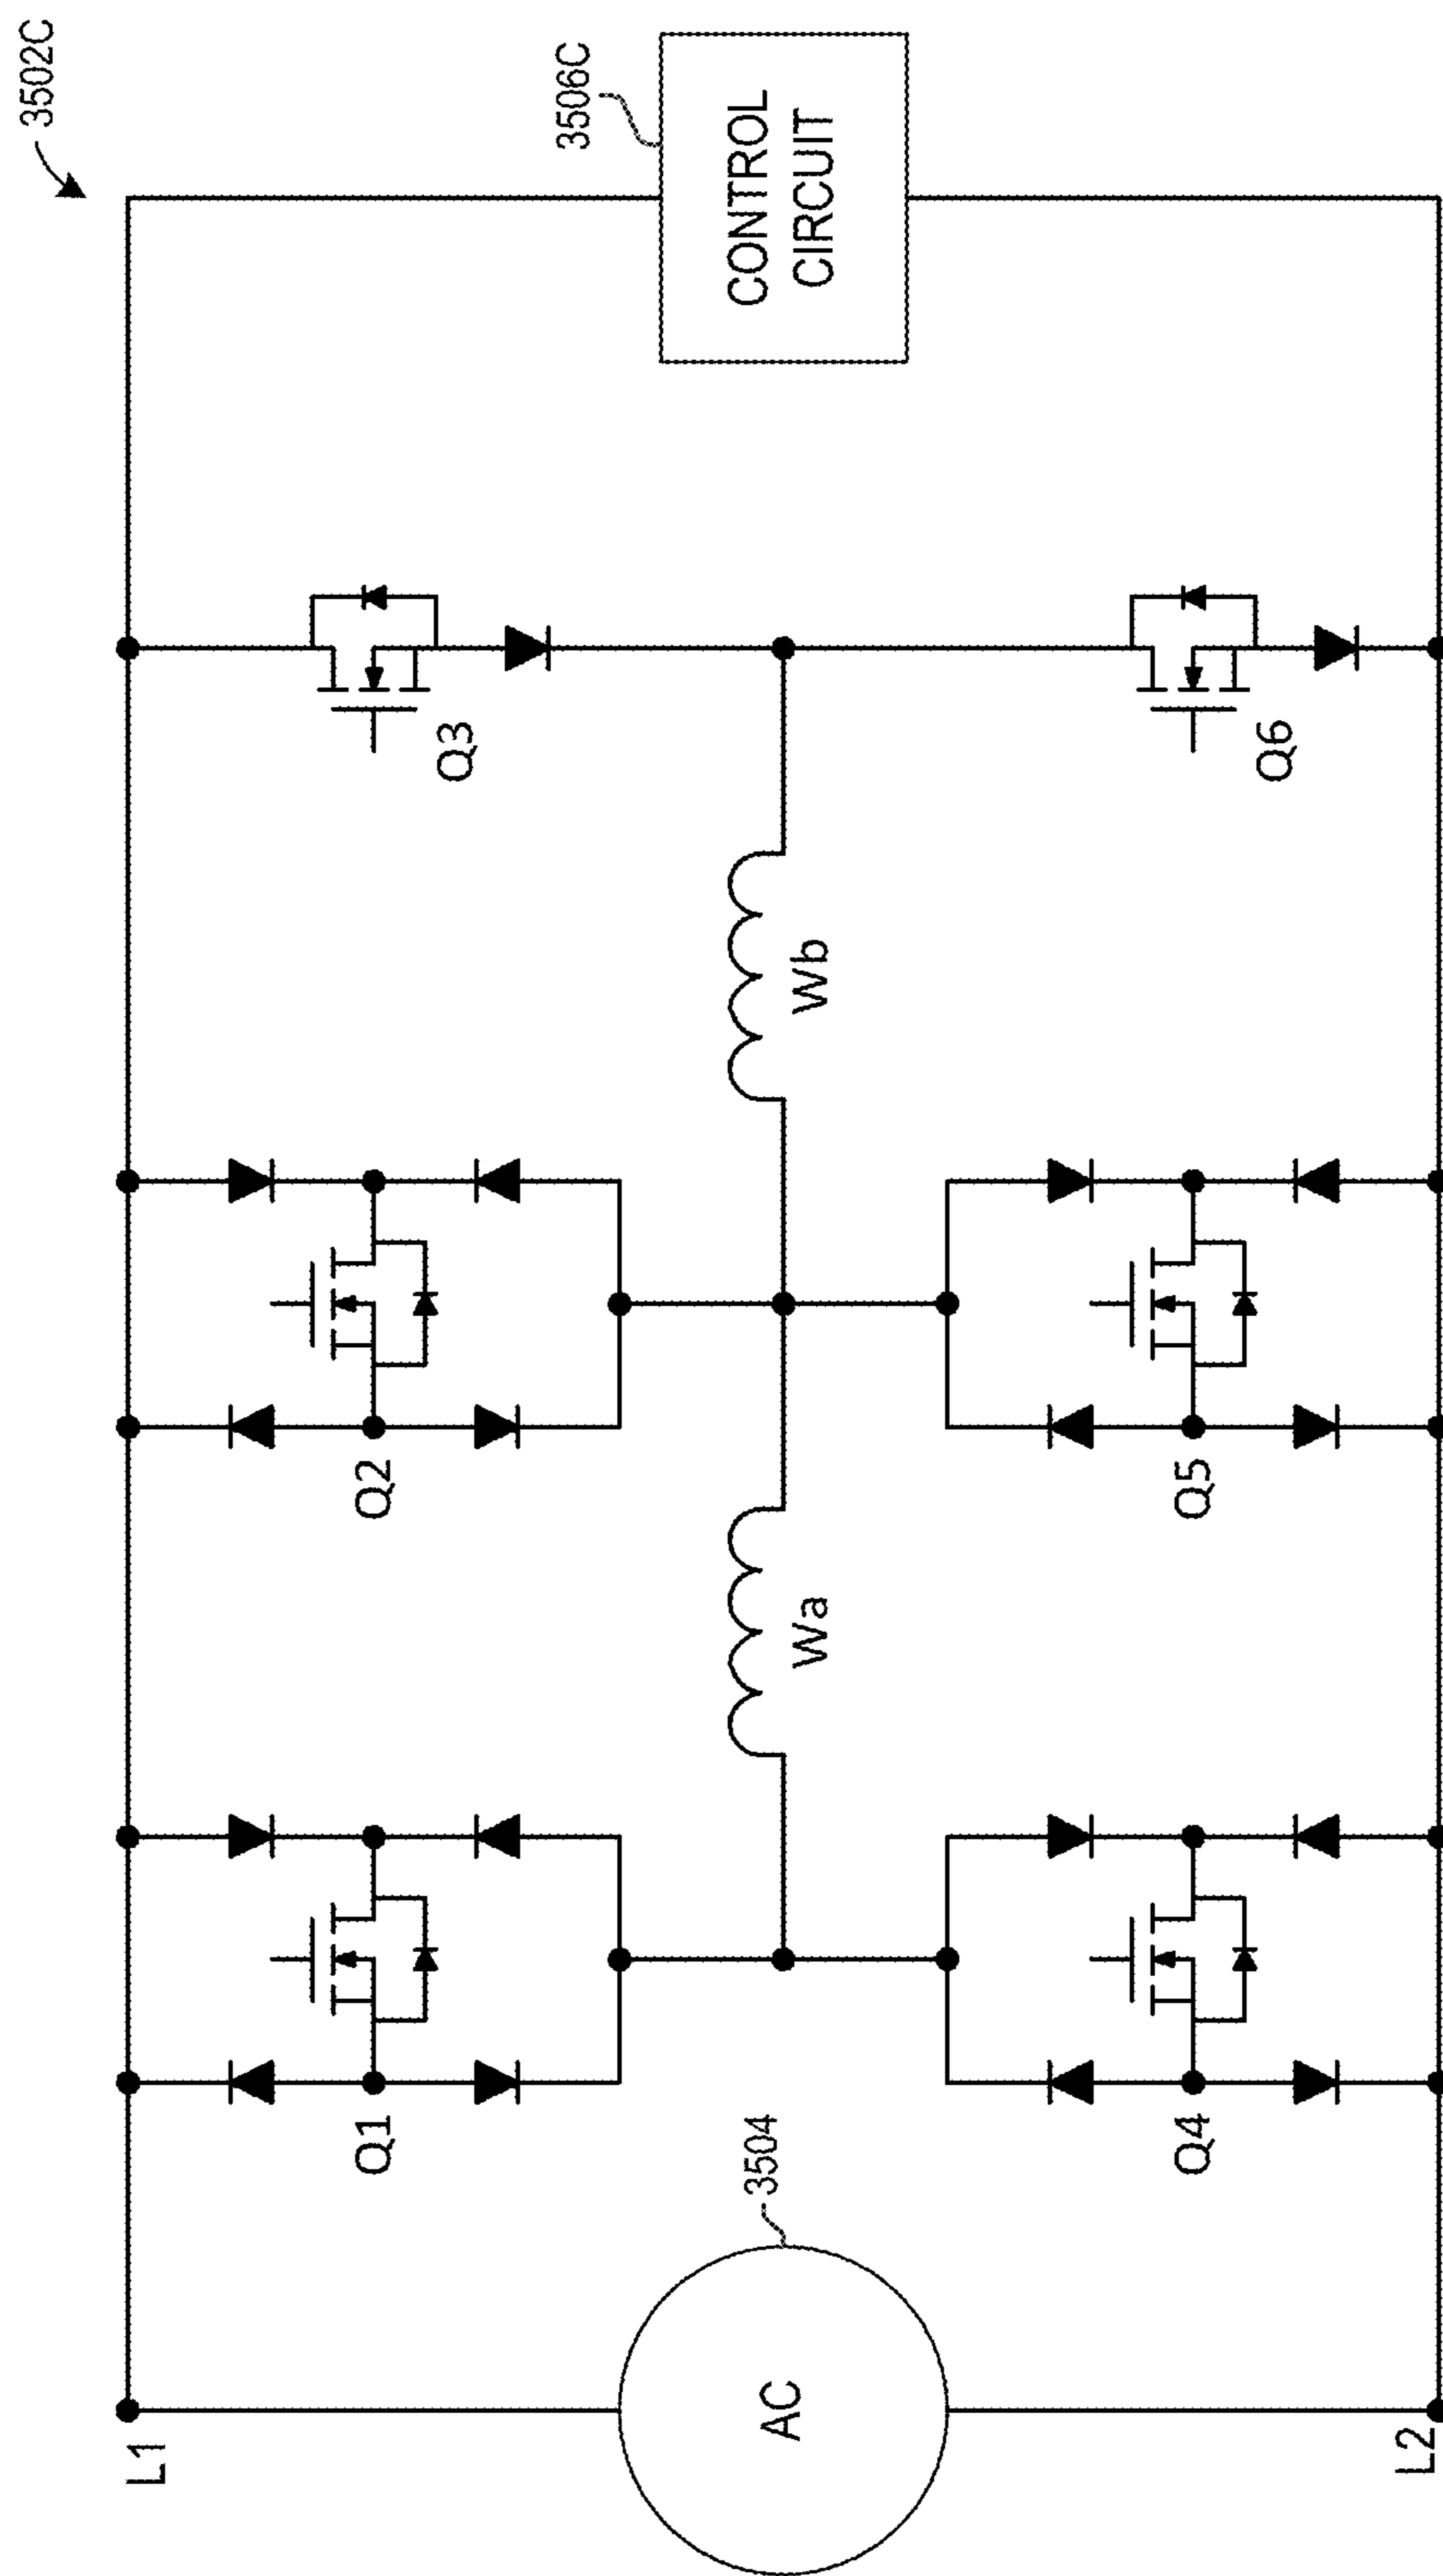 3502C
L1
Q1
Q2
Q3
3506C
CONTROL
CIRCUIT
3504
AC
Wa
Wb
Q4
Q5
Q6
L2